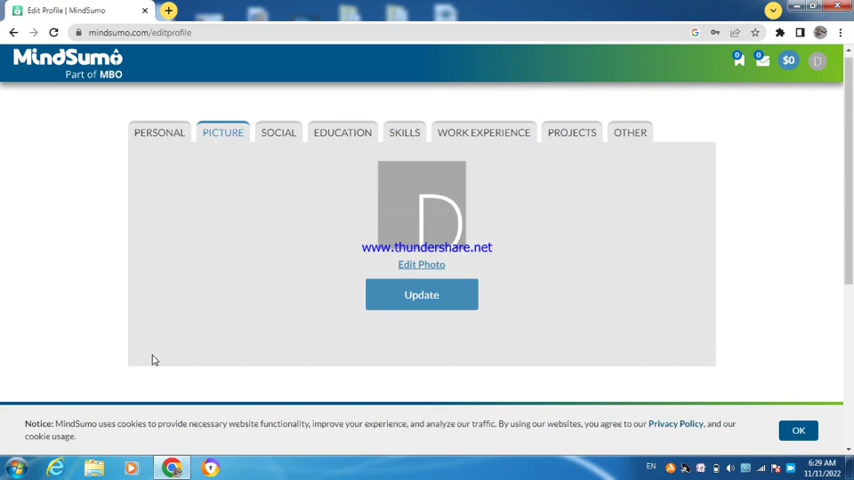 Edit Profile | MindSumo
mindsumo.com/editprofile
MindSumo
Part of MBO
0
0
$0
D
PERSONAL
PICTURE
SOCIAL
EDUCATION
SKILLS
WORK EXPERIENCE
PROJECTS
OTHER
D
www.thundershare.net
Edit Photo
Update
Notice: MindSumo uses cookies to provide necessary website functionality, improve your experience, and analyze our traffic. By using our websites, you agree to our Privacy Policy, and our
cookie usage.
OK
EN
6:29 AM
11/11/2022